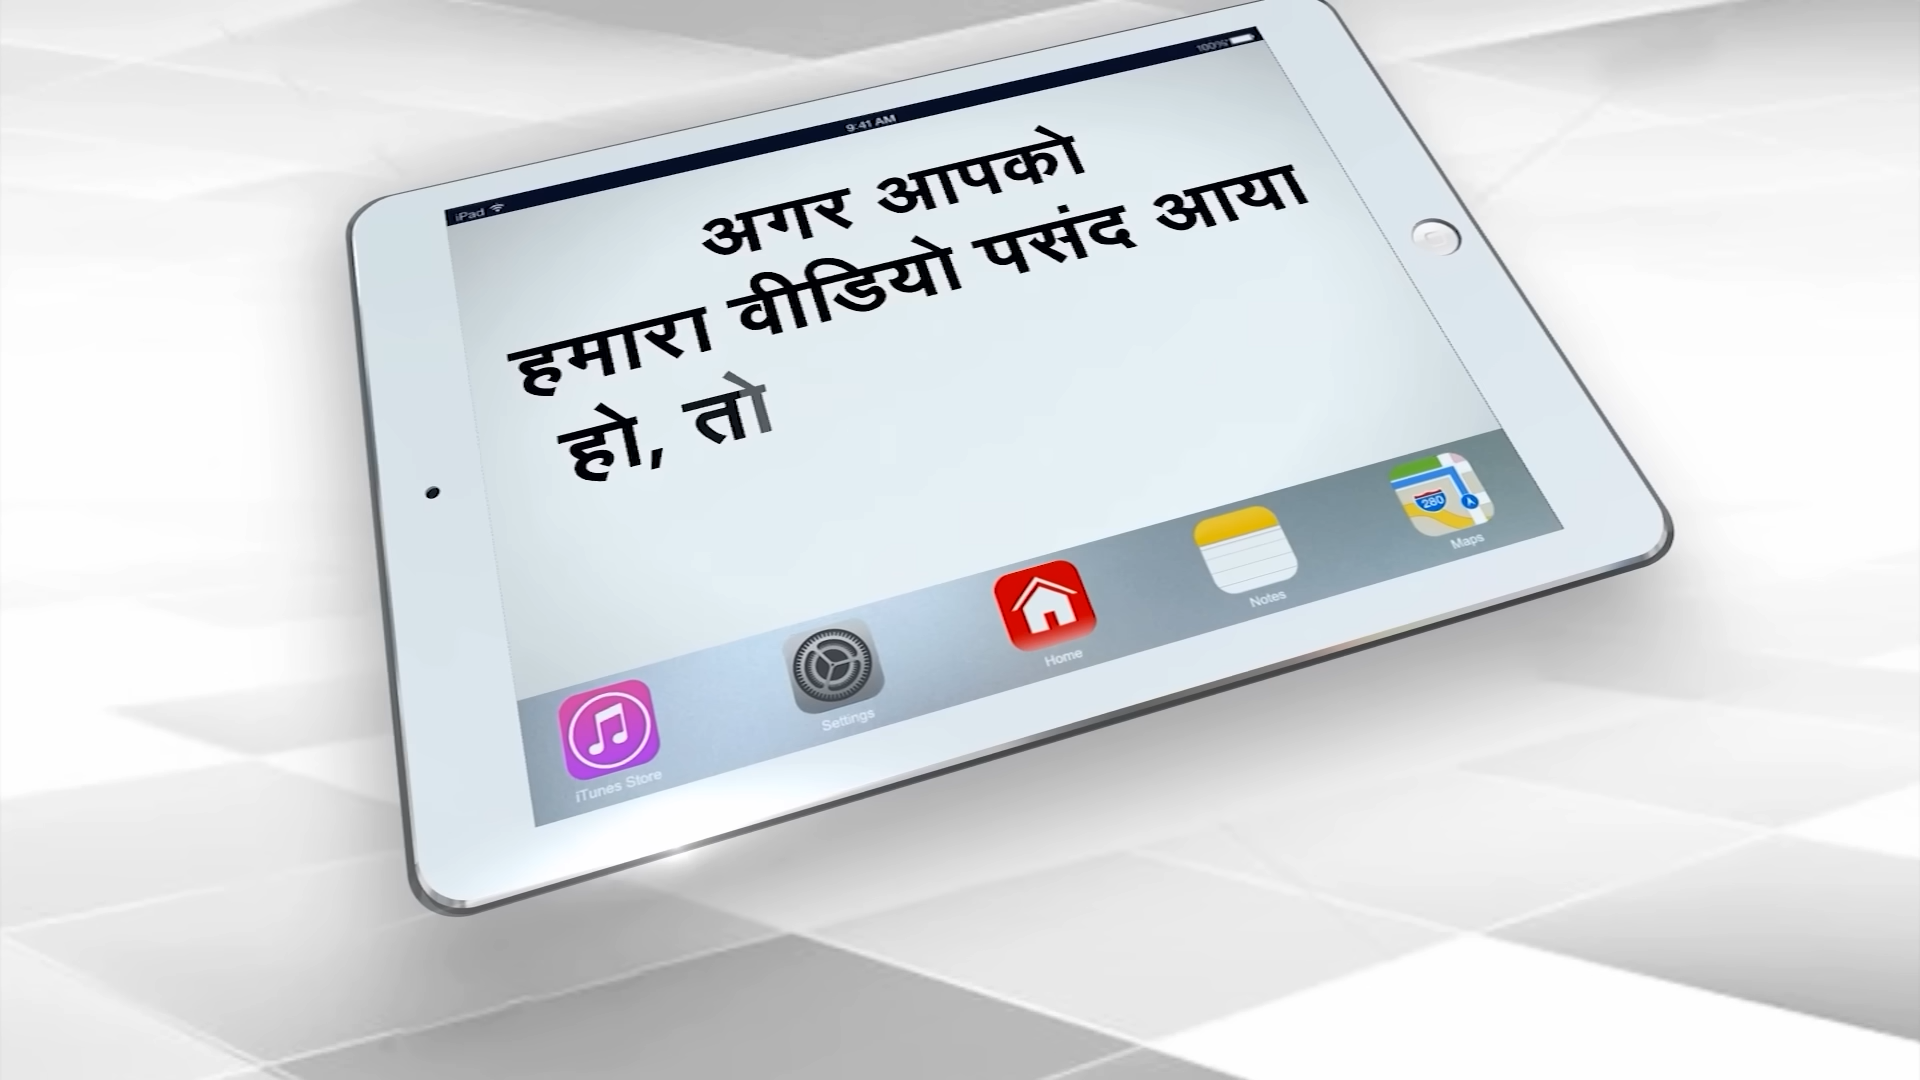 iPad
9:41 AM
100%
अगर आपको
हमारा वीडियो पसंद आया
हो, तो
280
iTunes Store
Settings
Home
Notes
Maps